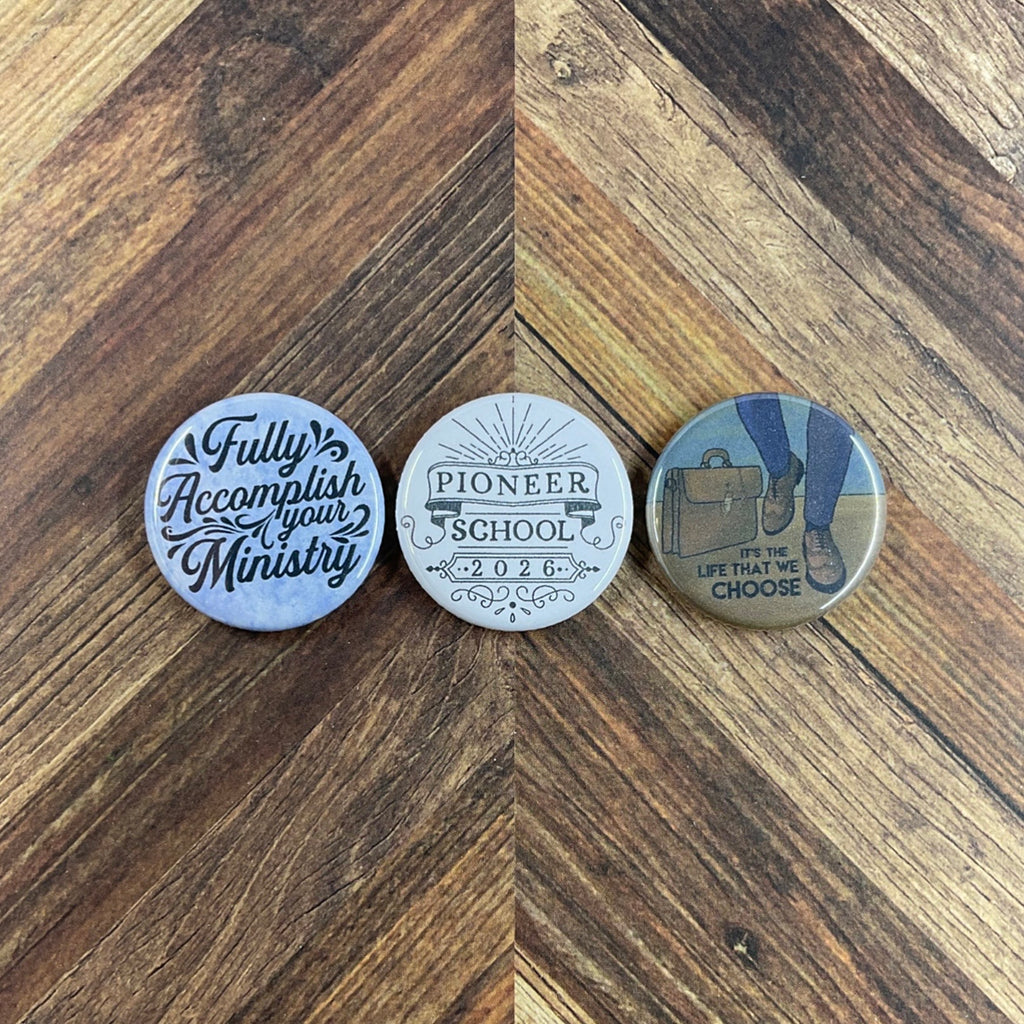 Fully
Accomplish
your
Ministry
PIONEER
SCHOOL
2026
IT'S THE
LIFE THAT WE
CHOOSE